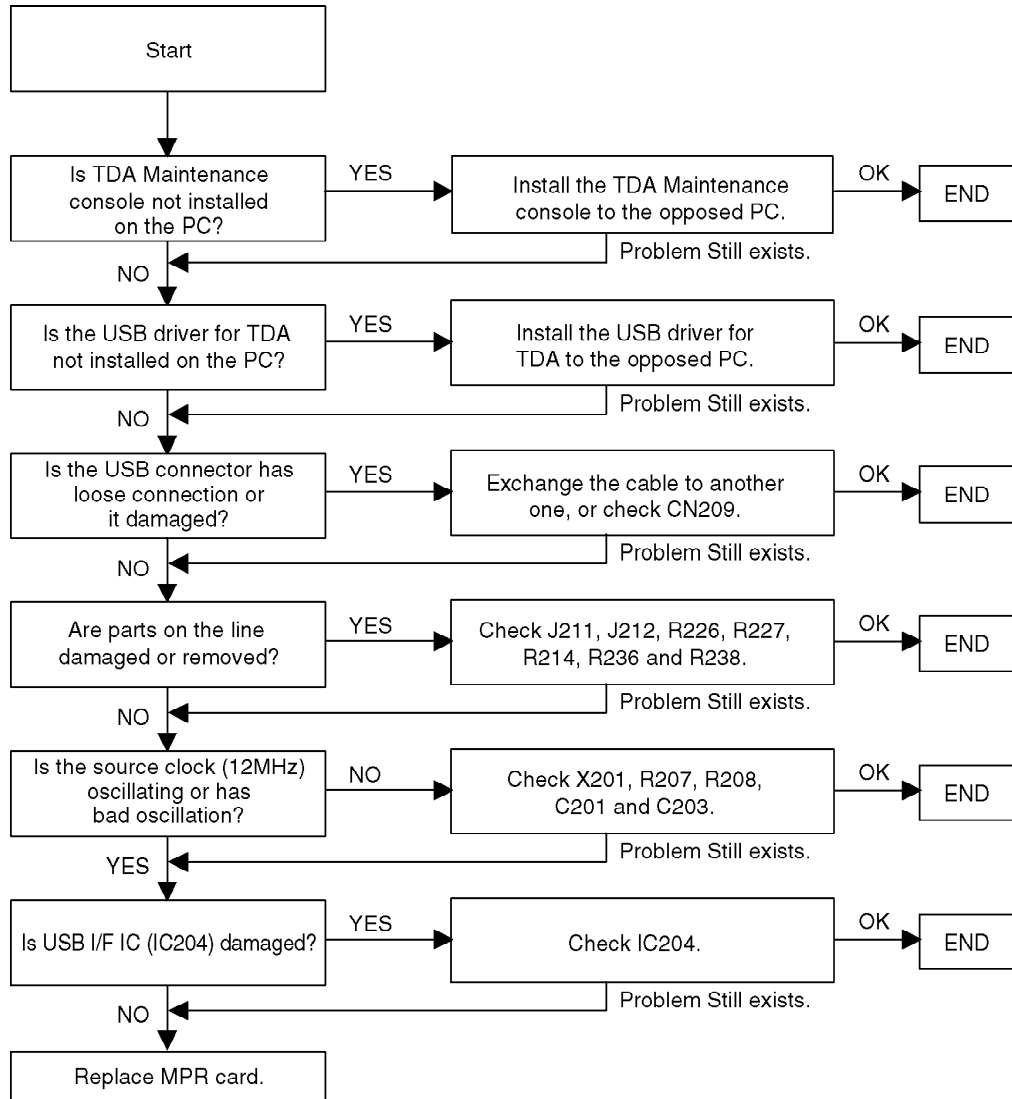 Start
Is TDA Maintenance
console not installed
on the PC?
YES
Install the TDA Maintenance
console to the opposed PC.
OK
END
Problem Still exists.
NO
Is the USB driver for TDA
not installed on the PC?
YES
Install the USB driver for
TDA to the opposed PC.
OK
END
Problem Still exists.
NO
Is the USB connector has
loose connection or
it damaged?
YES
Exchange the cable to another
one, or check CN209.
OK
END
Problem Still exists.
NO
Are parts on the line
damaged or removed?
YES
Check J211, J212, R226, R227,
R214, R236 and R238.
OK
END
Problem Still exists.
NO
Is the source clock (12MHz)
oscillating or has
bad oscillation?
NO
Check X201, R207, R208,
C201 and C203.
OK
END
Problem Still exists.
YES
Is USB I/F IC (IC204) damaged?
YES
Check IC204.
OK
END
Problem Still exists.
NO
Replace MPR card.